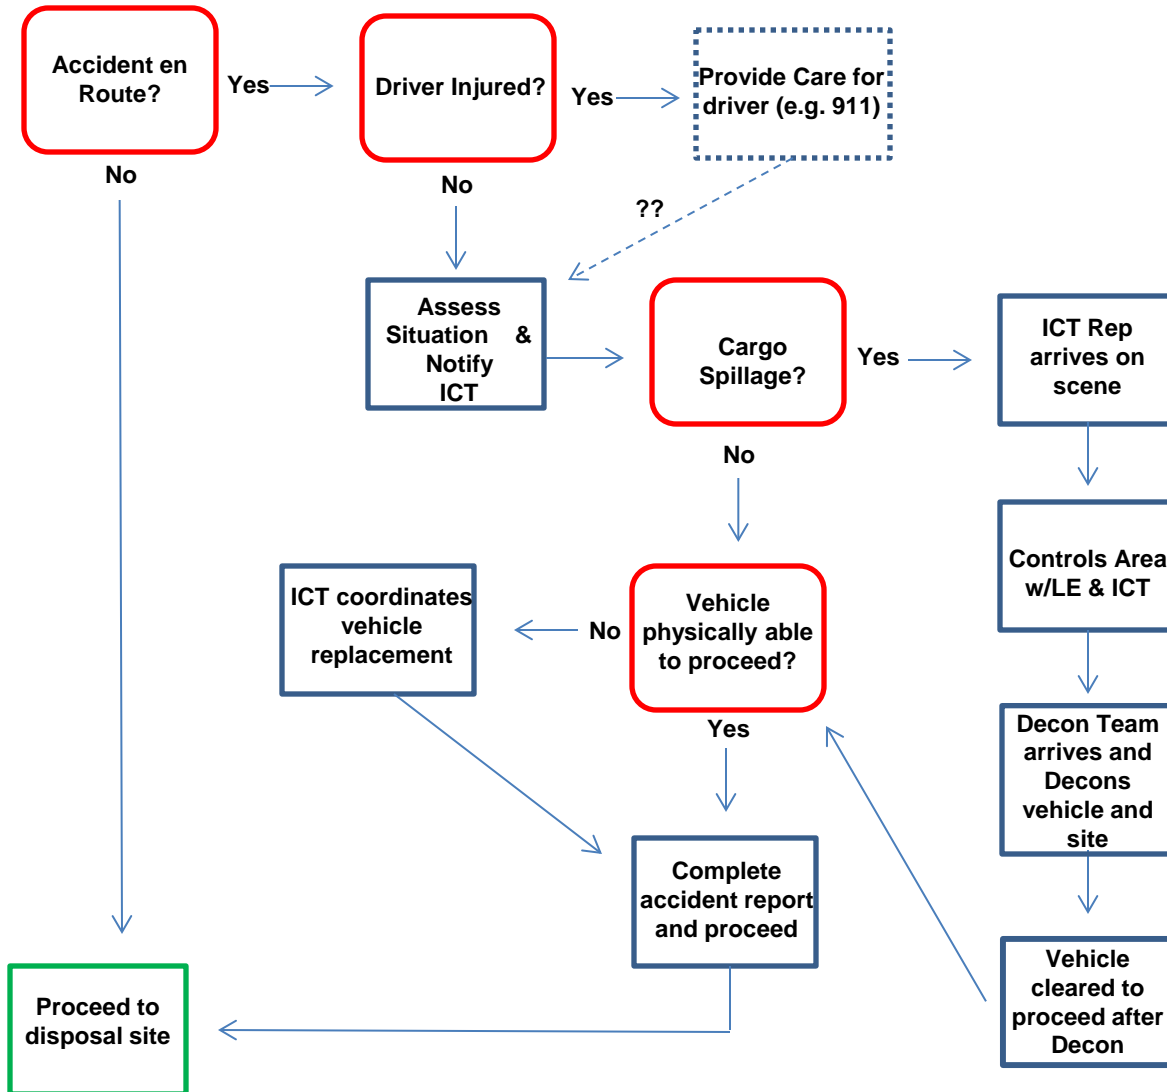 Accident en
Route?
Yes
Driver Injured?
Yes
Provide Care for
driver (e.g. 911)
No
No
??
Assess
Situation &
Notify
ICT
Cargo
Spillage?
Yes
ICT Rep
arrives on
scene
No
Controls Area
w/LE & ICT
ICT coordinates
vehicle
replacement
No
Vehicle
physically able
to proceed?
Yes
Decon Team
arrives and
Decons
vehicle and
site
Complete
accident report
and proceed
Vehicle
cleared to
proceed after
Decon
Proceed to
disposal site